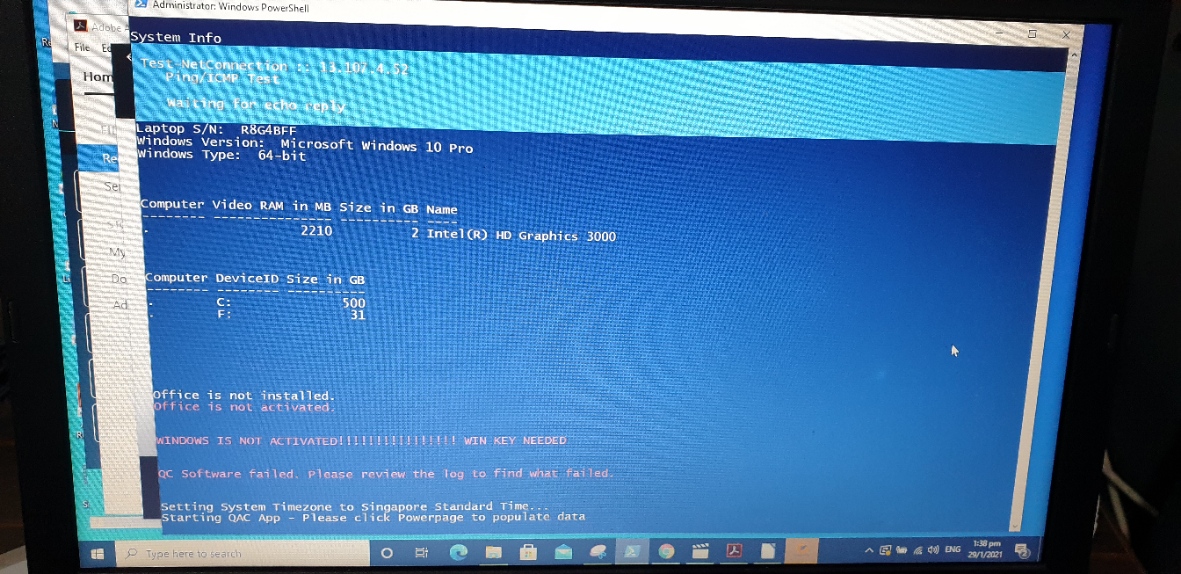 Administrator: Windows PowerShell
Adobe
File
Hom
System Info
Test-NetConnection :: 13.107.4.52
Ping/ICMP Test
Waiting for echo reply
Laptop S/N: R8G4BFF
Windows Version: Microsoft Windows 10 Pro
Windows Type: 64-bit
Re
Computer Video RAM in MB Size in GB Name
-------- --------------- ---------- ----
. 2210 2 Intel(R) HD Graphics 3000
My
Do
Ad
Computer DeviceID Size in GB
-------- -------- ----------
. C: 500
. F: 31
Office is not installed.
Office is not activated.
WINDOWS IS NOT ACTIVATED!!!!!!!!!!!!!!!!!! WIN KEY NEEDED
QC Software failed. Please review the log to find what failed.
Setting System Timezone to Singapore Standard Time...
Starting QAC App - Please click Powerpage to populate data
Type here to search
ENG
1:38 pm
29/1/2021
2